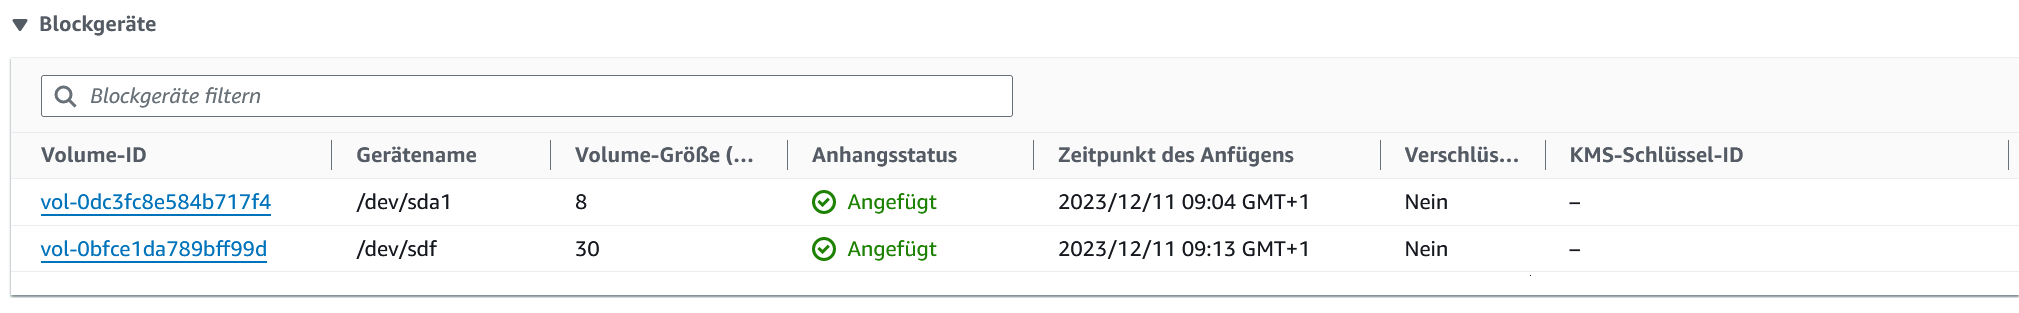 Blockgeräte
Blockgeräte filtern
Volume-ID Gerätename Volume-Größe (... Anhangsstatus Zeitpunkt des Anfügens Verschlüs... KMS-Schlüssel-ID
vol-0dc3fc8e584b717f4 /dev/sda1 8 Angefügt 2023/12/11 09:04 GMT+1 Nein –
vol-0bfce1da789bff99d /dev/sdf 30 Angefügt 2023/12/11 09:13 GMT+1 Nein –